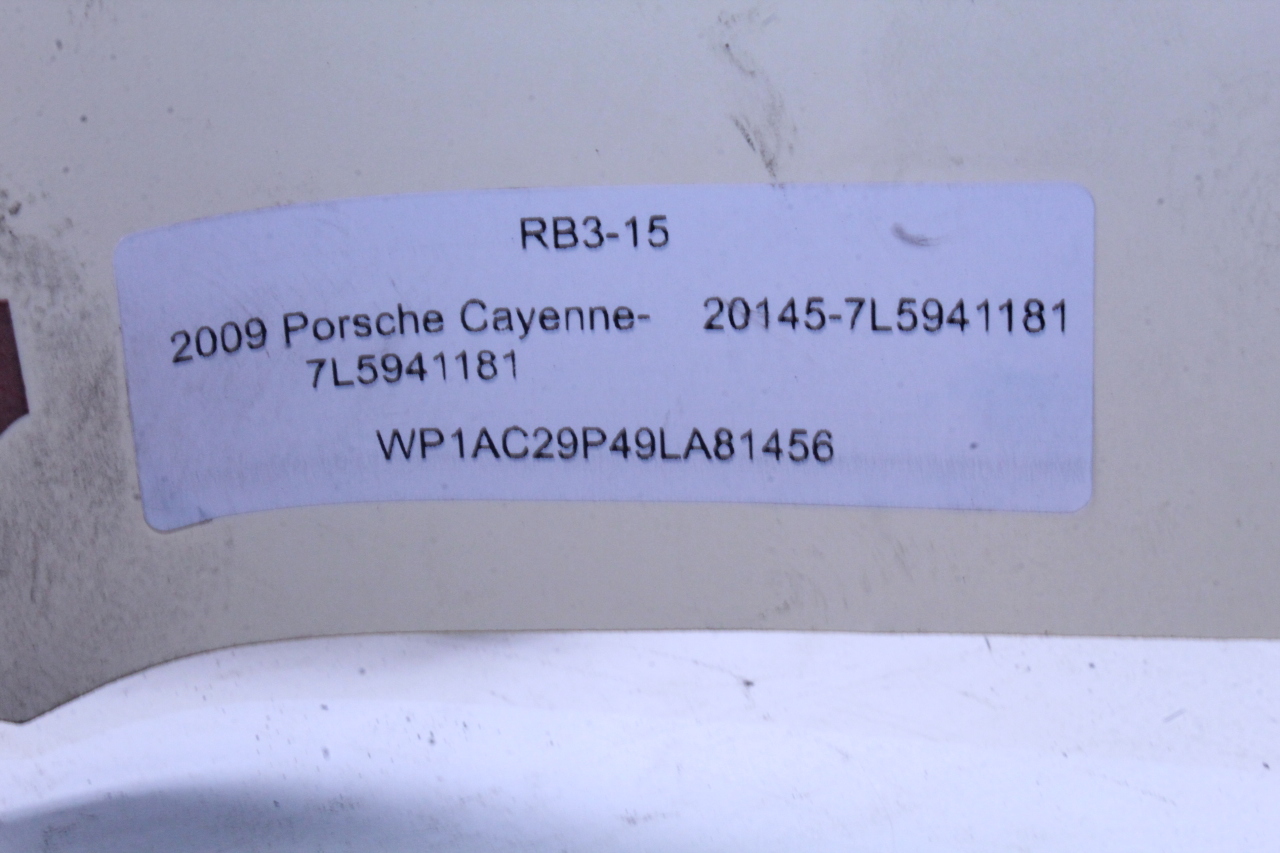 RB3-15
2009 Porsche Cayenne- 20145-7L5941181
7L5941181
WP1AC29P49LA81456